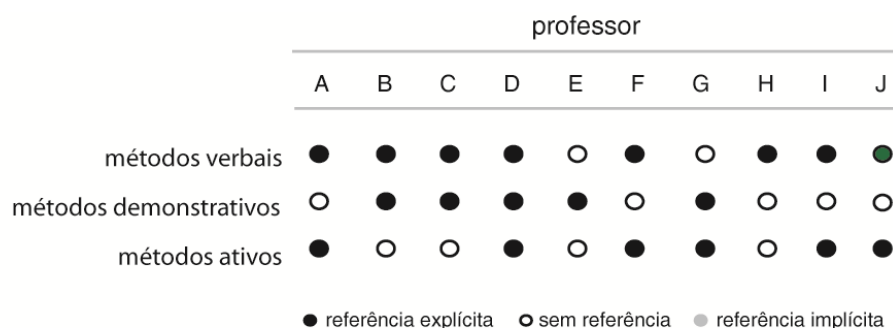 professor
A B C D E F G H I J
métodos verbais
métodos demonstrativos
métodos ativos
referência explícita sem referência referência implícita